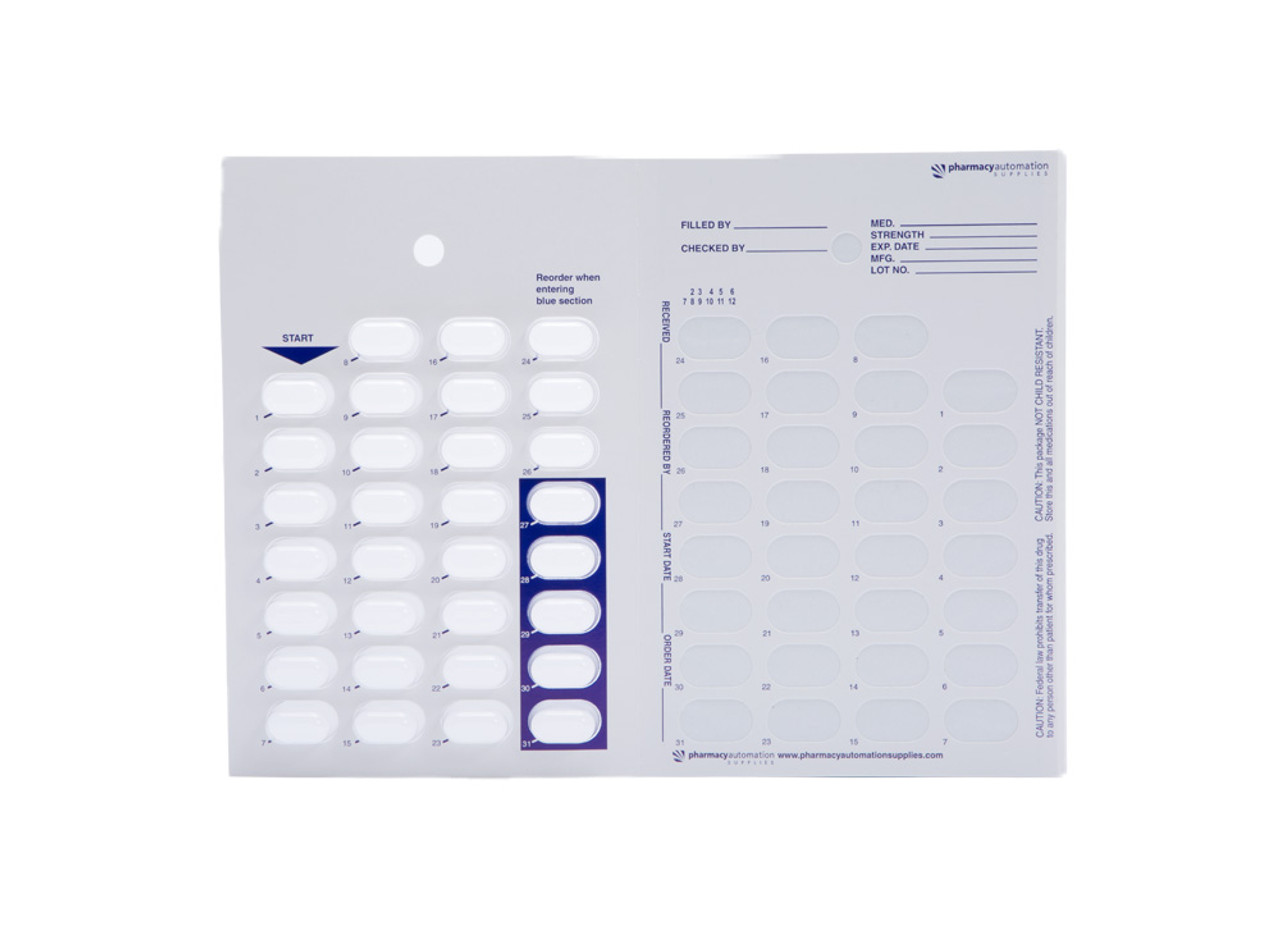 START
Reorder when
entering
blue section
8 16 24
1 9 17 25
2 10 18 26
3 11 19 27
4 12 20 28
5 13 21 29
6 14 22 30
7 15 23 31
pharmacyautomation
SUPPLIES
FILLED BY
CHECKED BY
MED.
STRENGTH
EXP. DATE
MFG.
LOT NO.
2 3 4 5 6
7 8 9 10 11 12
RECEIVED
REORDERED BY
START DATE
ORDER DATE
24 16 8
25 17 9 1
26 18 10 2
27 19 11 3
28 20 12 4
29 21 13 5
30 22 14 6
31 23 15 7
CAUTION: Federal law prohibits transfer of this drug
to any person other than patient for whom prescribed.
CAUTION: This package NOT CHILD RESISTANT.
Store this and all medications out of reach of children.
pharmacyautomation www.pharmacyautomationsupplies.com
SUPPLIES